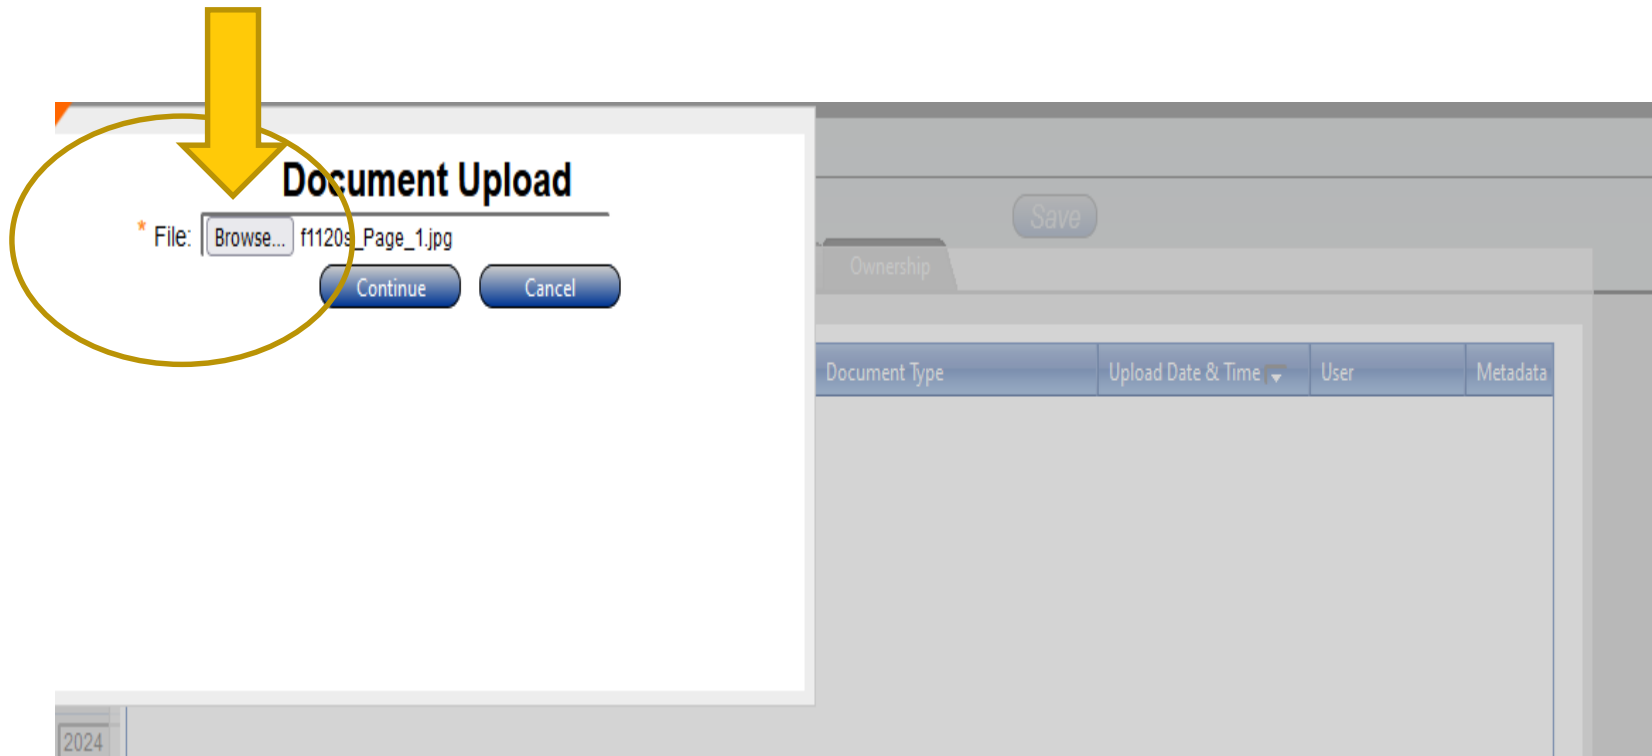 Document Upload
* File: Browse... f1120s_Page_1.jpg
Continue Cancel
Save
Ownership
Document Type Upload Date & Time User Metadata
2024